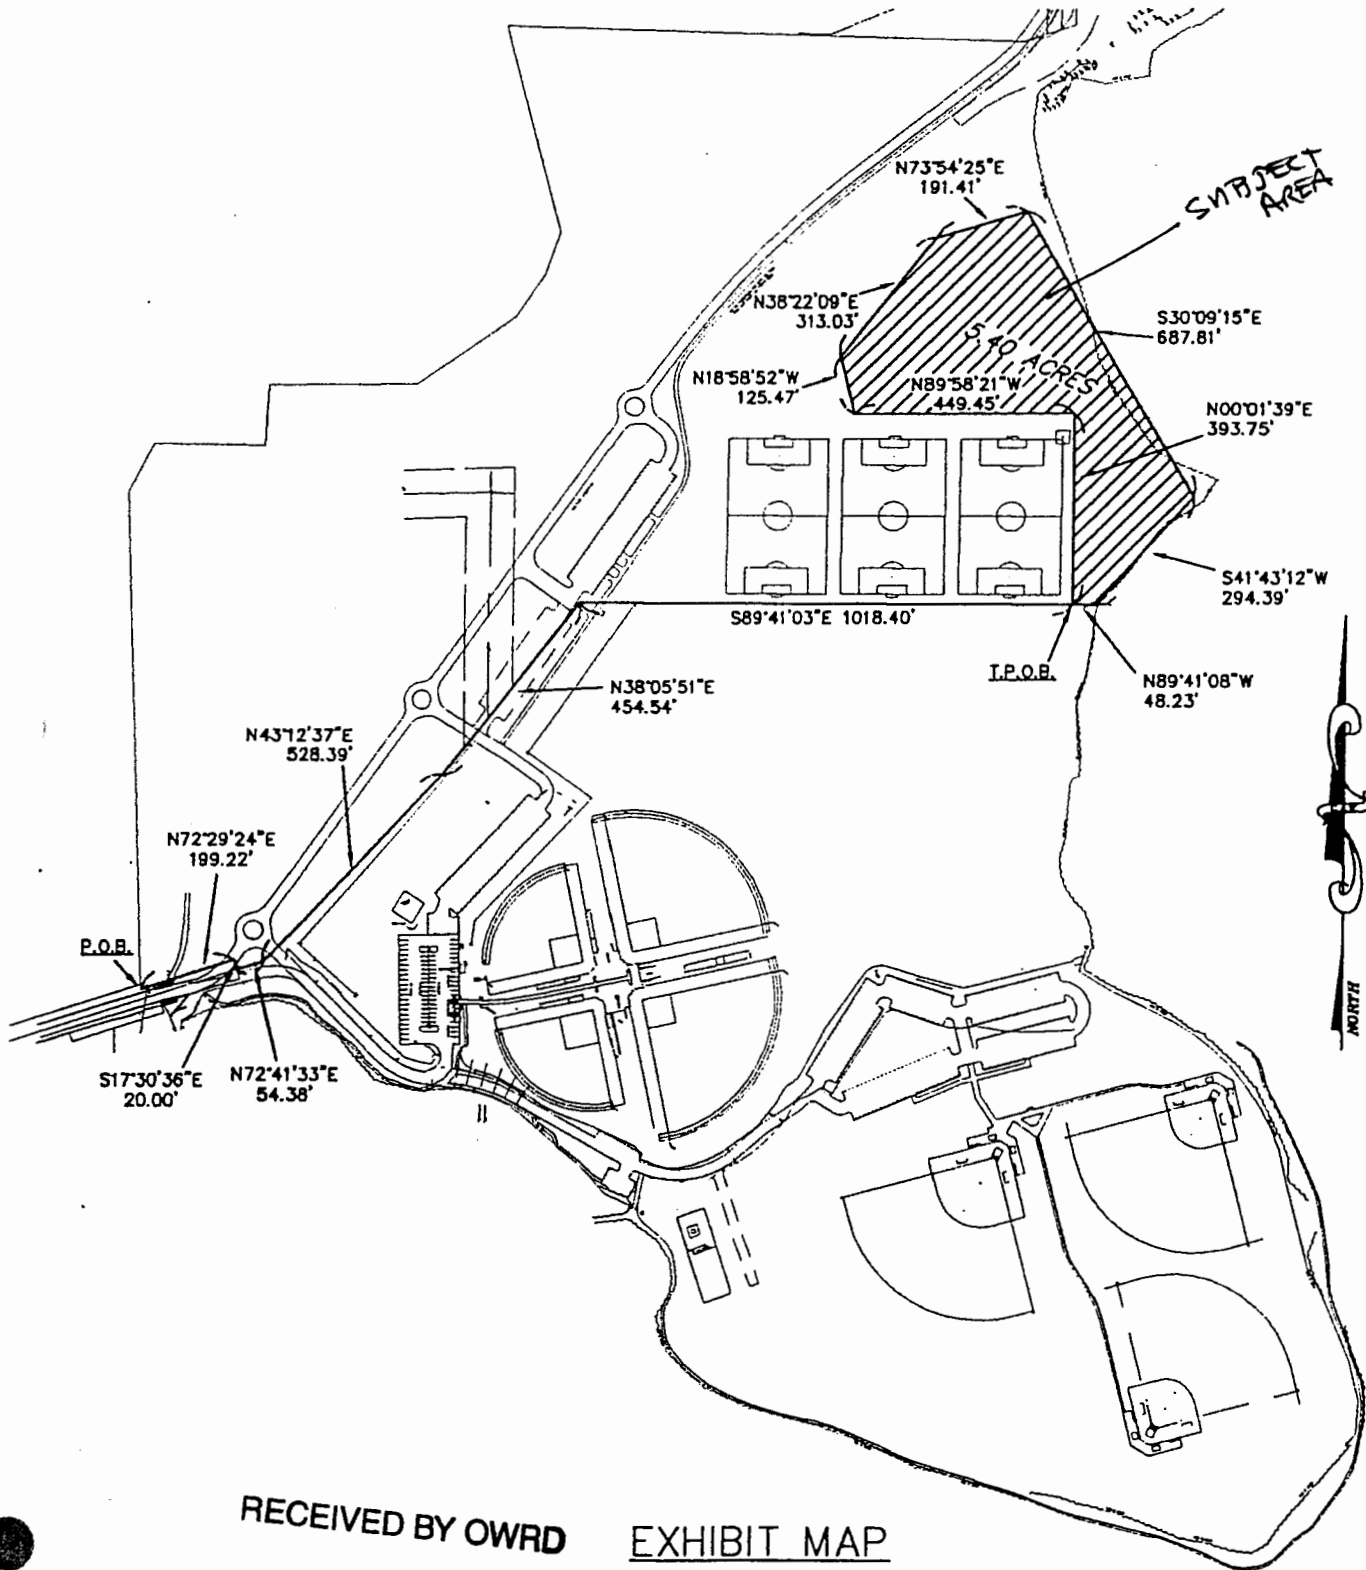 N73°54'25"E
191.41'
SUBJECT
AREA
N38°22'09"E
313.03'
S30°09'15"E
687.81'
5.40 ACRES
N18°58'52"W
125.47'
N89°58'21"W
449.45'
N00°01'39"E
393.75'
S41°43'12"W
294.39'
S89°41'03"E 1018.40'
T.P.O.B.
N89°41'08"W
48.23'
N38°05'51"E
454.54'
N43°12'37"E
528.39'
N72°29'24"E
199.22'
P.O.B.
S17°30'36"E
20.00'
N72°41'33"E
54.38'
NORTH
RECEIVED BY OWRD
EXHIBIT MAP